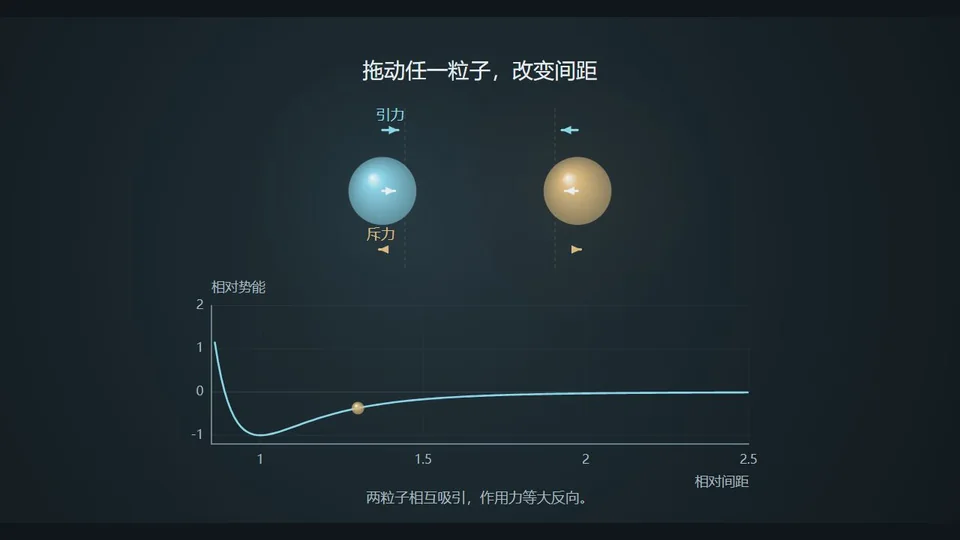 拖动任一粒子，改变间距
引力
斥力
相对势能
2
1
0
-1
1
1.5
2
2.5
相对间距
两粒子相互吸引，作用力等大反向。